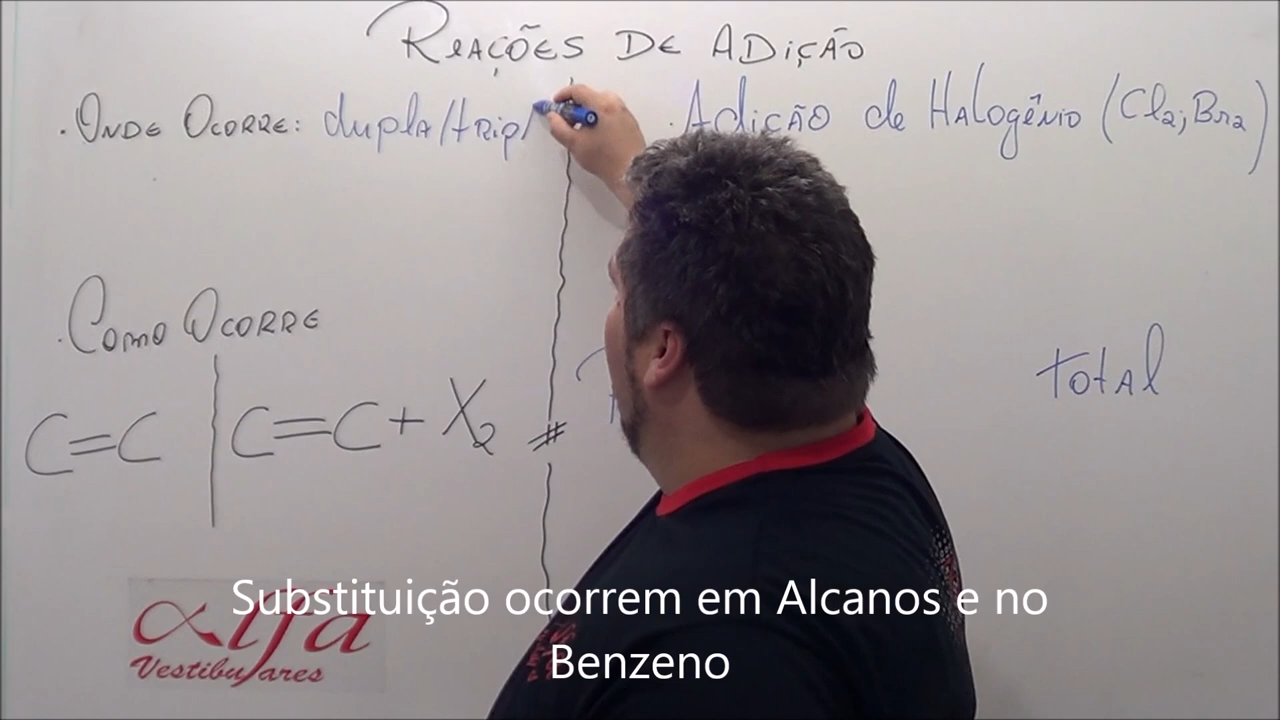 REAÇÕES DE ADIÇÃO
. ONDE OCORRE: dupla/trip
. Adição de Halogênio (Cl₂; Br₂)
. COMO OCORRE
total
C=C | C=C + X₂
Substituição ocorrem em Alcanos e no
Benzeno
Alfa
Vestibulares